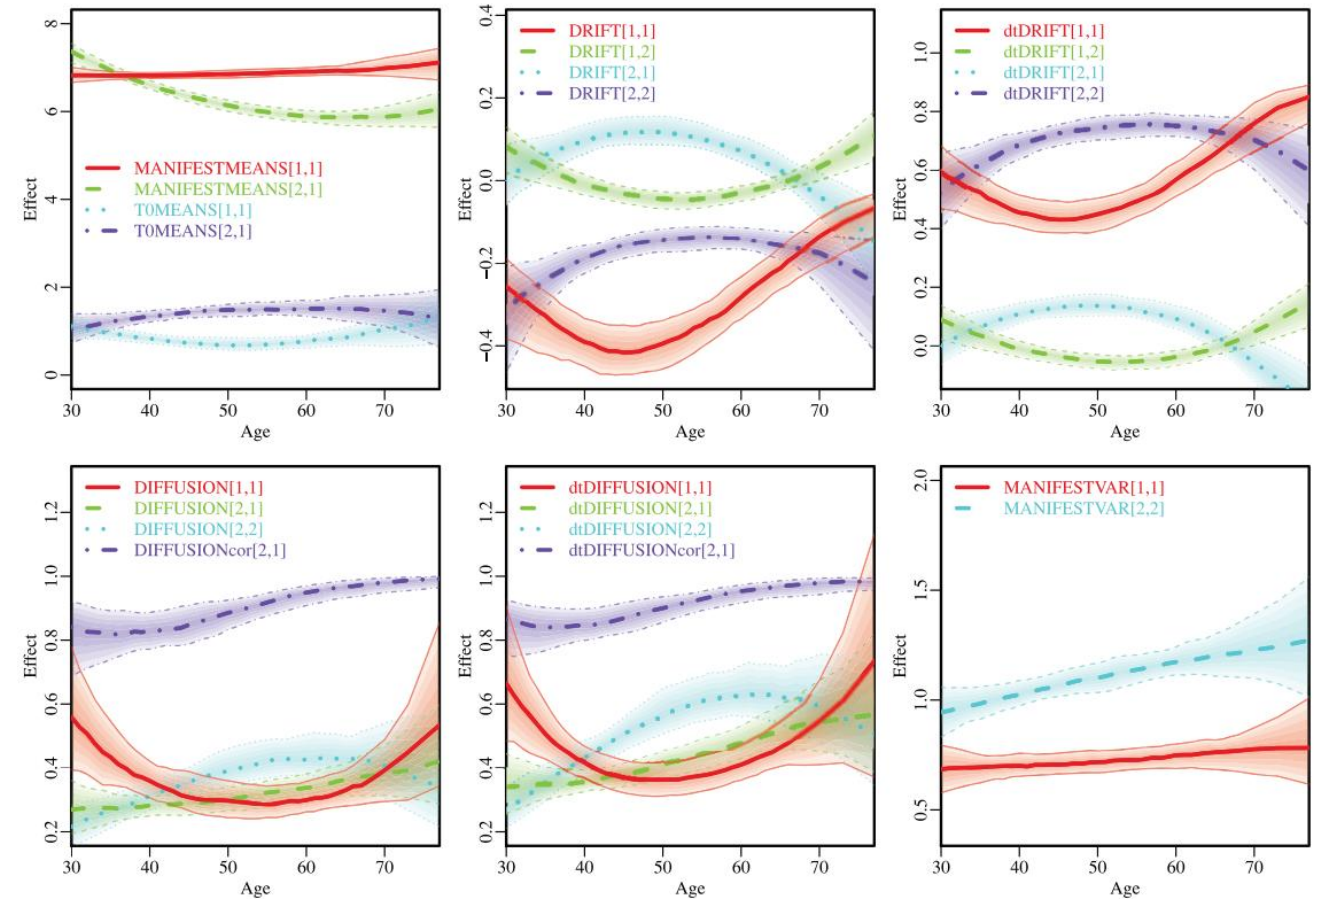 8
6
4
2
0
Effect
MANIFESTMEANS[1,1]
MANIFESTMEANS[2,1]
T0MEANS[1,1]
T0MEANS[2,1]
30 40 50 60 70
Age
0.4
0.2
0.0
−0.2
−0.4
Effect
DRIFT[1,1]
DRIFT[1,2]
DRIFT[2,1]
DRIFT[2,2]
30 40 50 60 70
Age
1.0
0.8
0.6
0.4
0.2
0.0
Effect
dtDRIFT[1,1]
dtDRIFT[1,2]
dtDRIFT[2,1]
dtDRIFT[2,2]
30 40 50 60 70
Age
1.2
1.0
0.8
0.6
0.4
0.2
Effect
DIFFUSION[1,1]
DIFFUSION[2,1]
DIFFUSION[2,2]
DIFFUSIONcor[2,1]
30 40 50 60 70
Age
1.2
1.0
0.8
0.6
0.4
0.2
Effect
dtDIFFUSION[1,1]
dtDIFFUSION[2,1]
dtDIFFUSION[2,2]
dtDIFFUSIONcor[2,1]
30 40 50 60 70
Age
2.0
1.5
1.0
0.5
Effect
MANIFESTVAR[1,1]
MANIFESTVAR[2,2]
30 40 50 60 70
Age